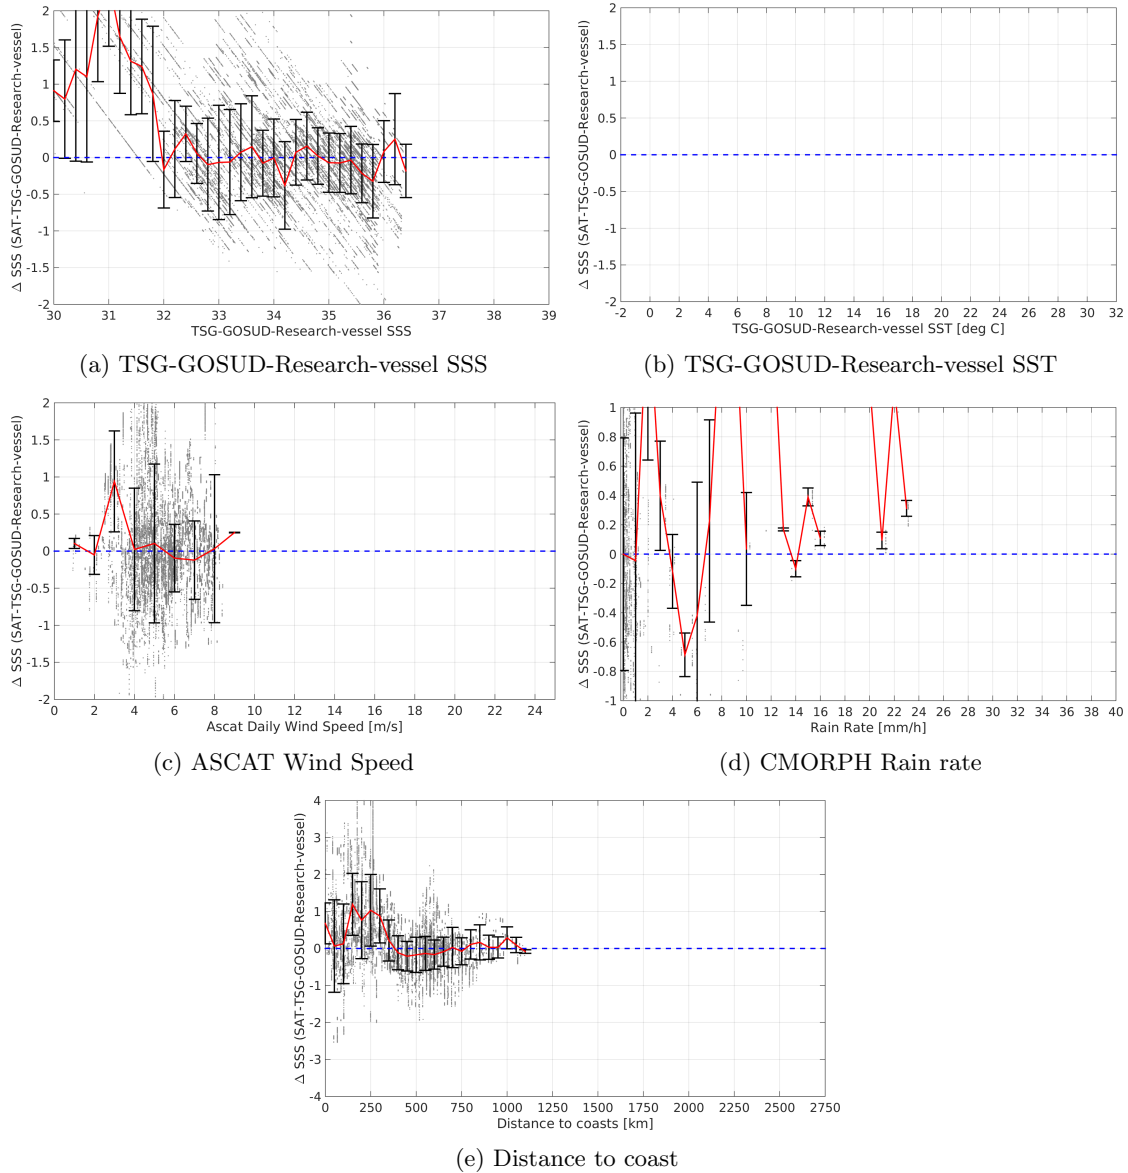 Δ SSS (SAT-TSG-GOSUD-Research-vessel)
2
1.5
1
0.5
0
-0.5
-1
-1.5
-2
30 31 32 33 34 35 36 37 38 39
TSG-GOSUD-Research-vessel SSS
(a) TSG-GOSUD-Research-vessel SSS
Δ SSS (SAT-TSG-GOSUD-Research-vessel)
2
1.5
1
0.5
0
-0.5
-1
-1.5
-2
-2 0 2 4 6 8 10 12 14 16 18 20 22 24 26 28 30 32
TSG-GOSUD-Research-vessel SST [deg C]
(b) TSG-GOSUD-Research-vessel SST
Δ SSS (SAT-TSG-GOSUD-Research-vessel)
2
1.5
1
0.5
0
-0.5
-1
-1.5
-2
0 2 4 6 8 10 12 14 16 18 20 22 24
Ascat Daily Wind Speed [m/s]
(c) ASCAT Wind Speed
Δ SSS (SAT-TSG-GOSUD-Research-vessel)
1
0.8
0.6
0.4
0.2
0
-0.2
-0.4
-0.6
-0.8
-1
0 2 4 6 8 10 12 14 16 18 20 22 24 26 28 30 32 34 36 38 40
Rain Rate [mm/h]
(d) CMORPH Rain rate
Δ SSS (SAT-TSG-GOSUD-Research-vessel)
4
3
2
1
0
-1
-2
-3
-4
0 250 500 750 1000 1250 1500 1750 2000 2250 2500 2750
Distance to coasts [km]
(e) Distance to coast